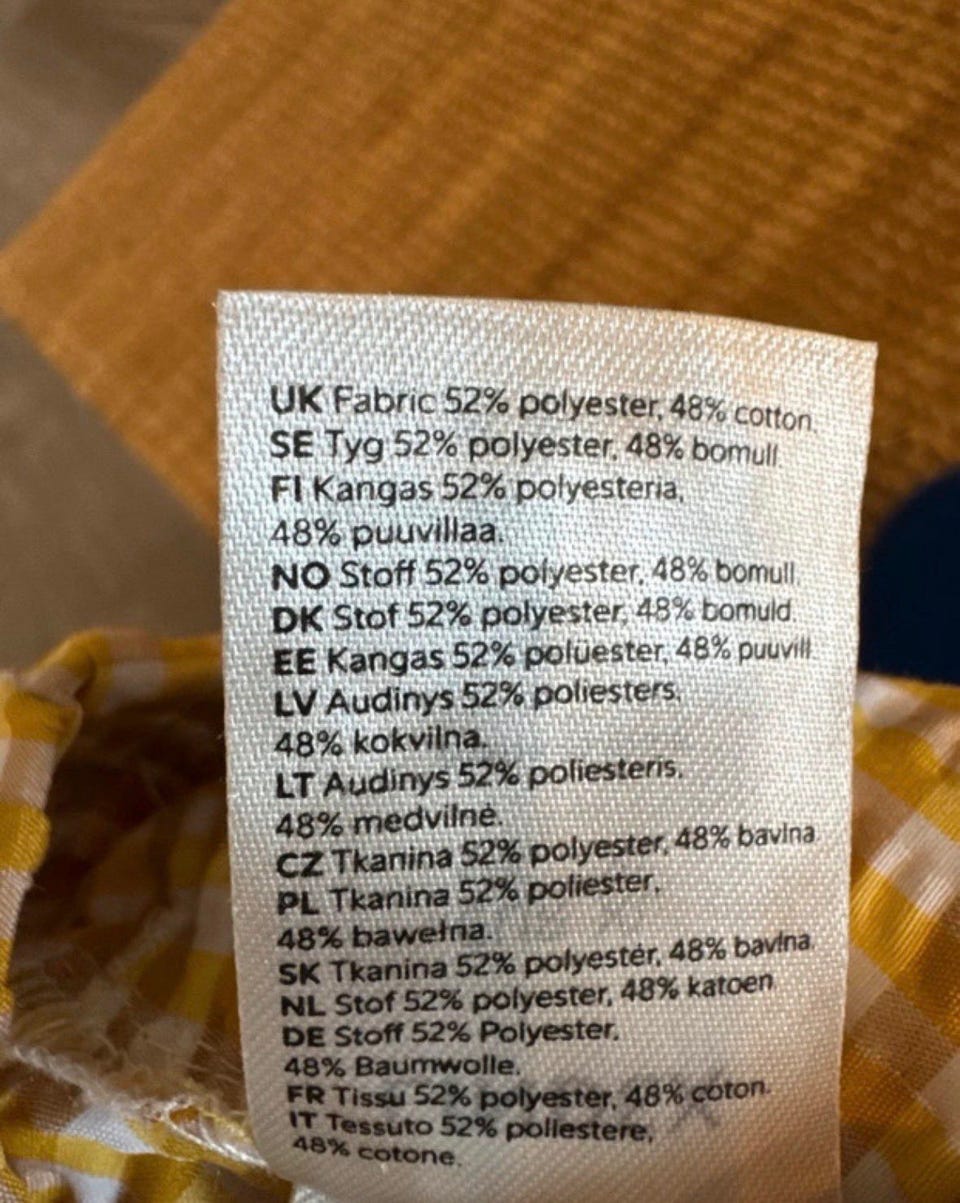 UK Fabric 52% polyester, 48% cotton.
SE Tyg 52% polyester, 48% bomull.
FI Kangas 52% polyesteria,
48% puuvillaa.
NO Stoff 52% polyester, 48% bomull.
DK Stof 52% polyester, 48% bomuld.
EE Kangas 52% polüester, 48% puuvill.
LV Audinys 52% poliesters,
48% kokvilna.
LT Audinys 52% poliesteris,
48% medvilnė.
CZ Tkanina 52% polyester, 48% bavlna.
PL Tkanina 52% poliester,
48% bawełna.
SK Tkanina 52% polyestér, 48% bavlna.
NL Stof 52% polyester, 48% katoen.
DE Stoff 52% Polyester,
48% Baumwolle.
FR Tissu 52% polyester, 48% coton.
IT Tessuto 52% poliestere,
48% cotone.